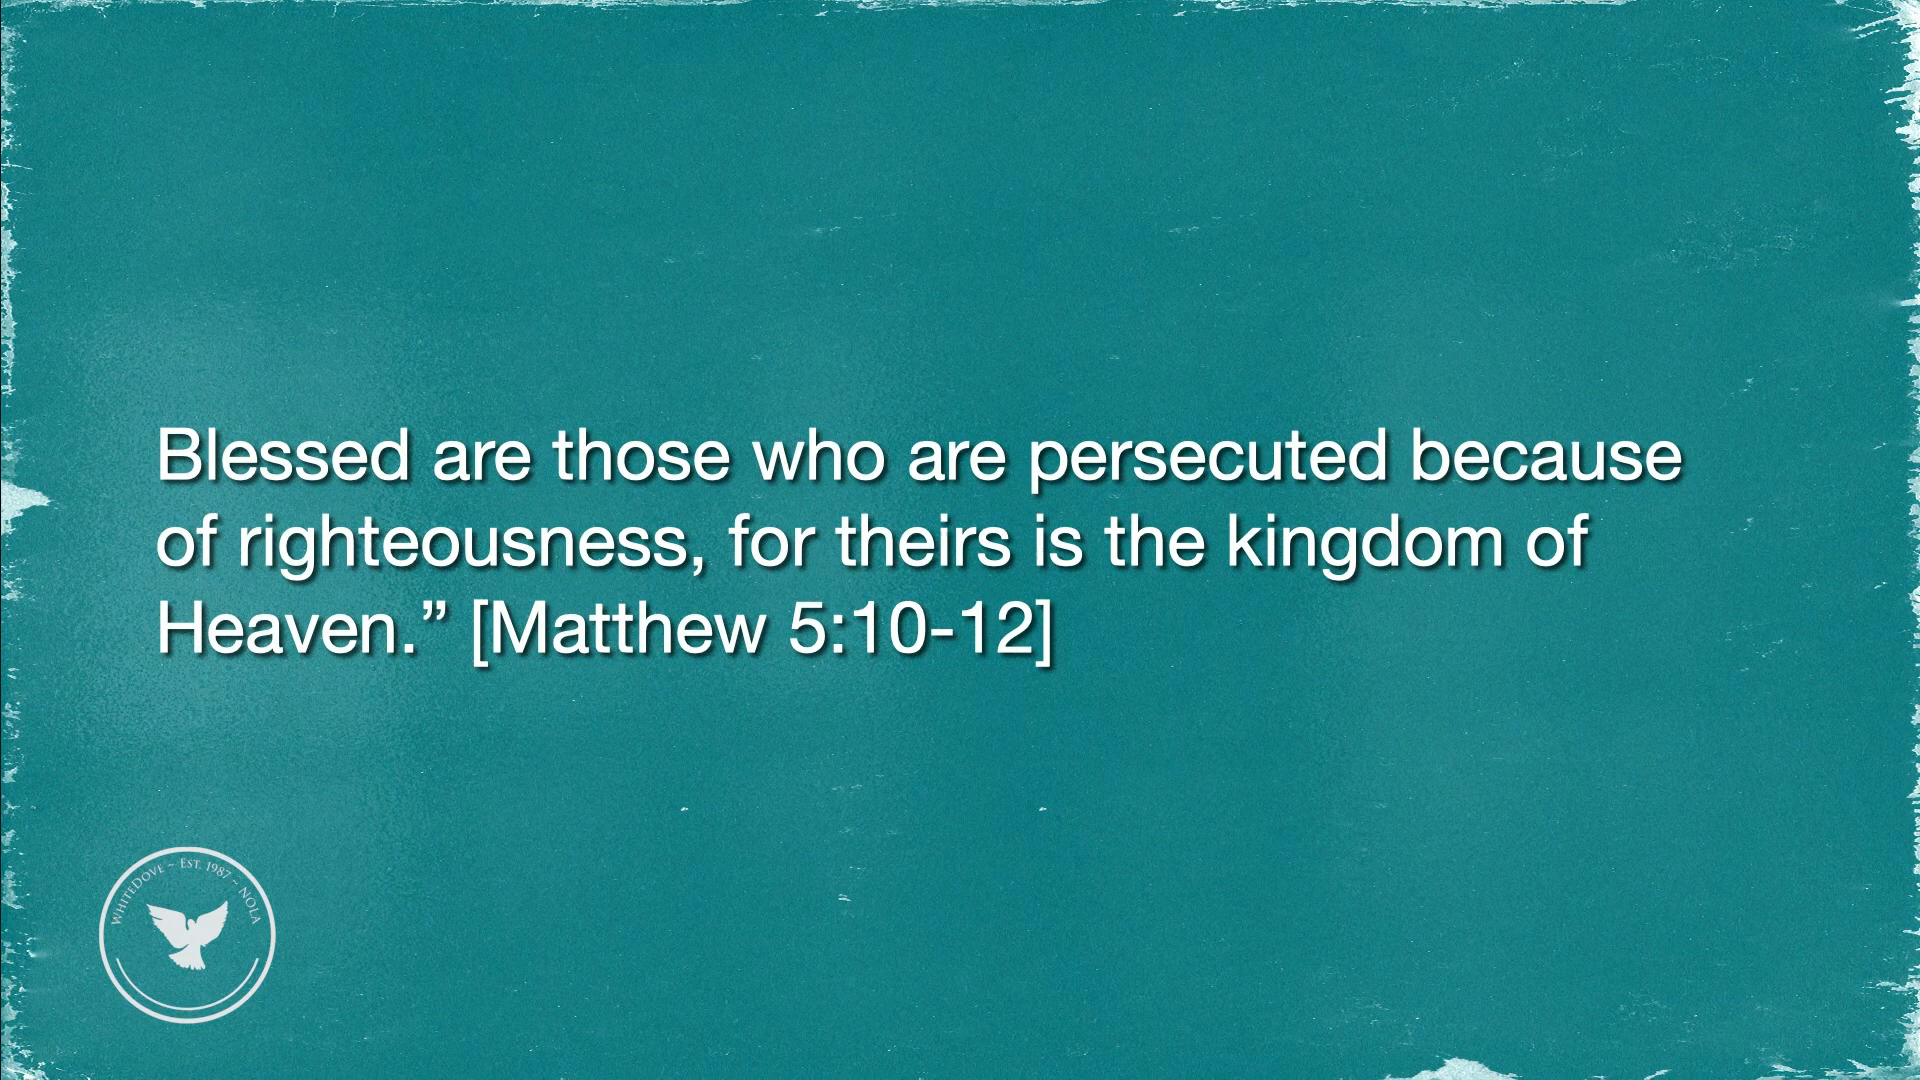 Blessed are those who are persecuted because
of righteousness, for theirs is the kingdom of
Heaven.” [Matthew 5:10-12]
WHITEDOVE ~ EST. 1987 ~ NOLA